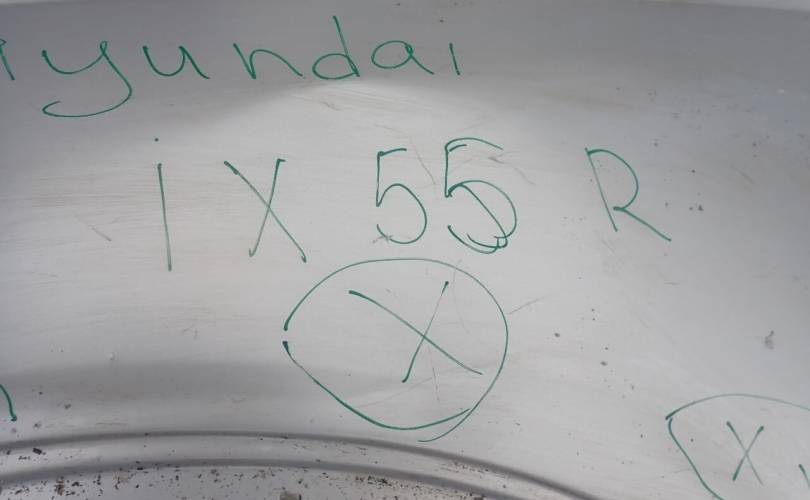 yundai
iX 55 R
X
X